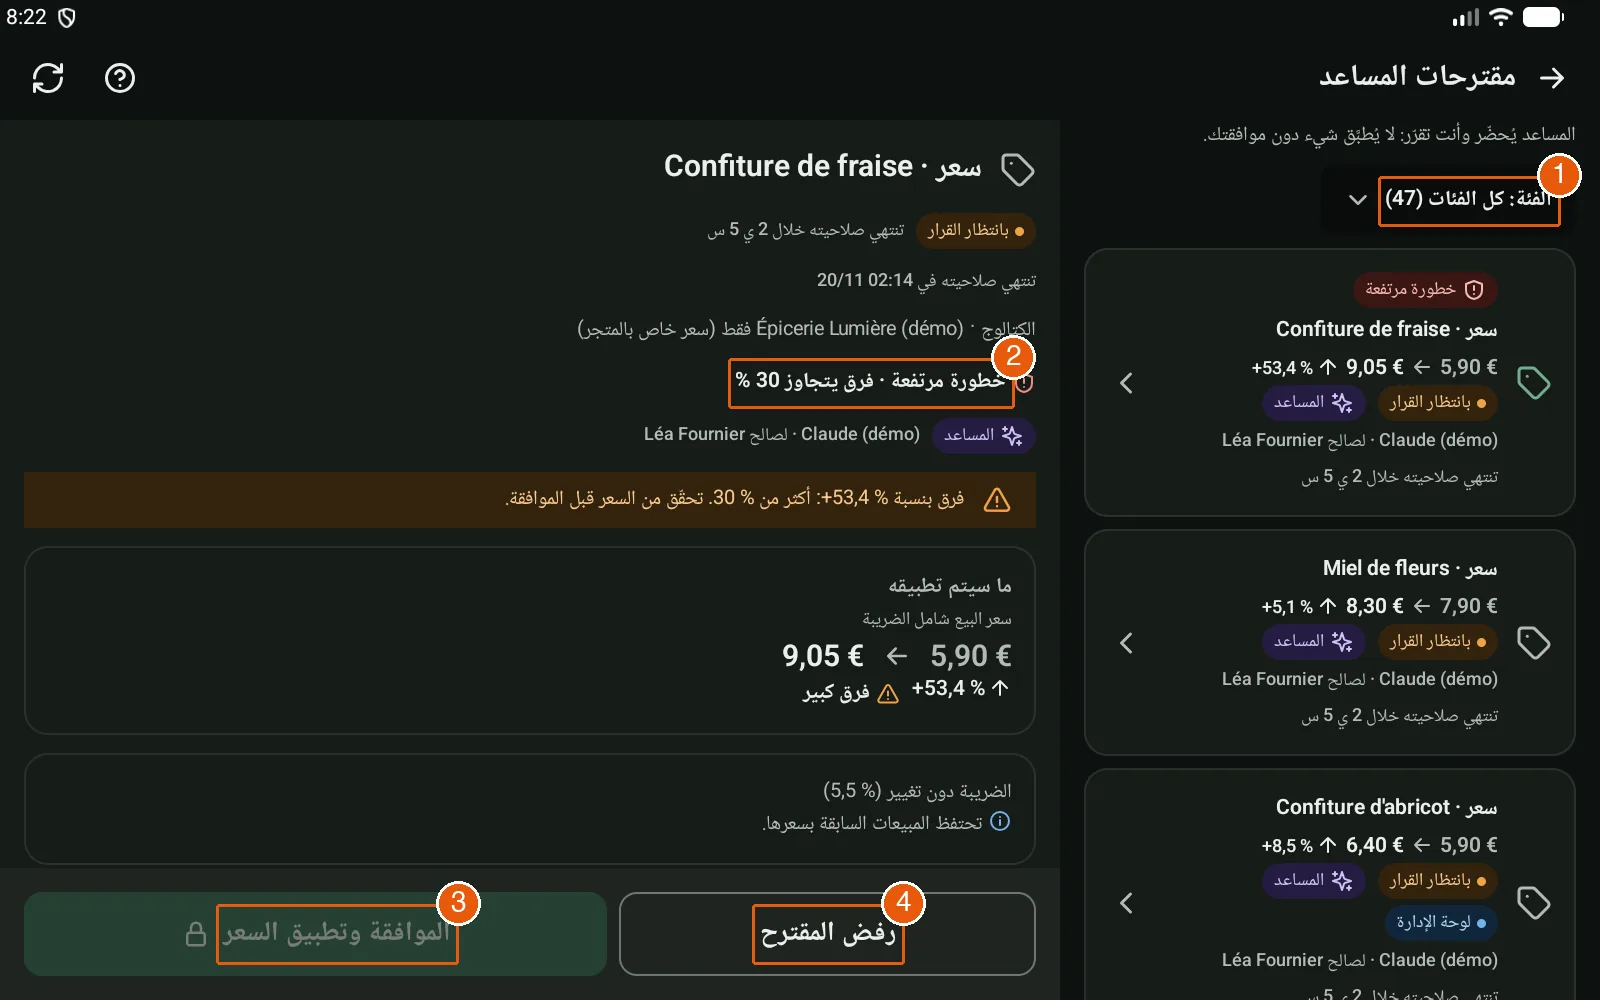 8:22
مقترحات المساعد
المساعد يُحضّر وأنت تقرّر: لا يُطبَّق شيء دون موافقتك.
1
الفئة: كل الفئات (47)
خطورة مرتفعة
سعر · Confiture de fraise
5,90 € ← 9,05 € ↑ +53,4 %
بانتظار القرار
المساعد
Claude (démo) · لصالح Léa Fournier
تنتهي صلاحيته خلال 2 ي 5 س
سعر · Miel de fleurs
7,90 € ← 8,30 € ↑ +5,1 %
بانتظار القرار
المساعد
Claude (démo) · لصالح Léa Fournier
تنتهي صلاحيته خلال 2 ي 5 س
سعر · Confiture d'abricot
5,90 € ← 6,40 € ↑ +8,5 %
بانتظار القرار
المساعد
لوحة الإدارة
Claude (démo) · لصالح Léa Fournier
تنتهي صلاحيته خلال 2 ي 5 س
سعر · Confiture de fraise
بانتظار القرار
تنتهي صلاحيته خلال 2 ي 5 س
تنتهي صلاحيته في 02:14 20/11
الكتالوج · Épicerie Lumière (démo) فقط (سعر خاص بالمتجر)
2
خطورة مرتفعة · فرق يتجاوز 30 %
المساعد
Claude (démo) · لصالح Léa Fournier
فرق بنسبة +53,4 %: أكثر من 30 %. تحقّق من السعر قبل الموافقة.
ما سيتم تطبيقه
سعر البيع شامل الضريبة
5,90 € ← 9,05 €
↑ +53,4 %
فرق كبير
الضريبة دون تغيير (5,5 %)
تحتفظ المبيعات السابقة بسعرها.
4
رفض المقترح
3
الموافقة وتطبيق السعر